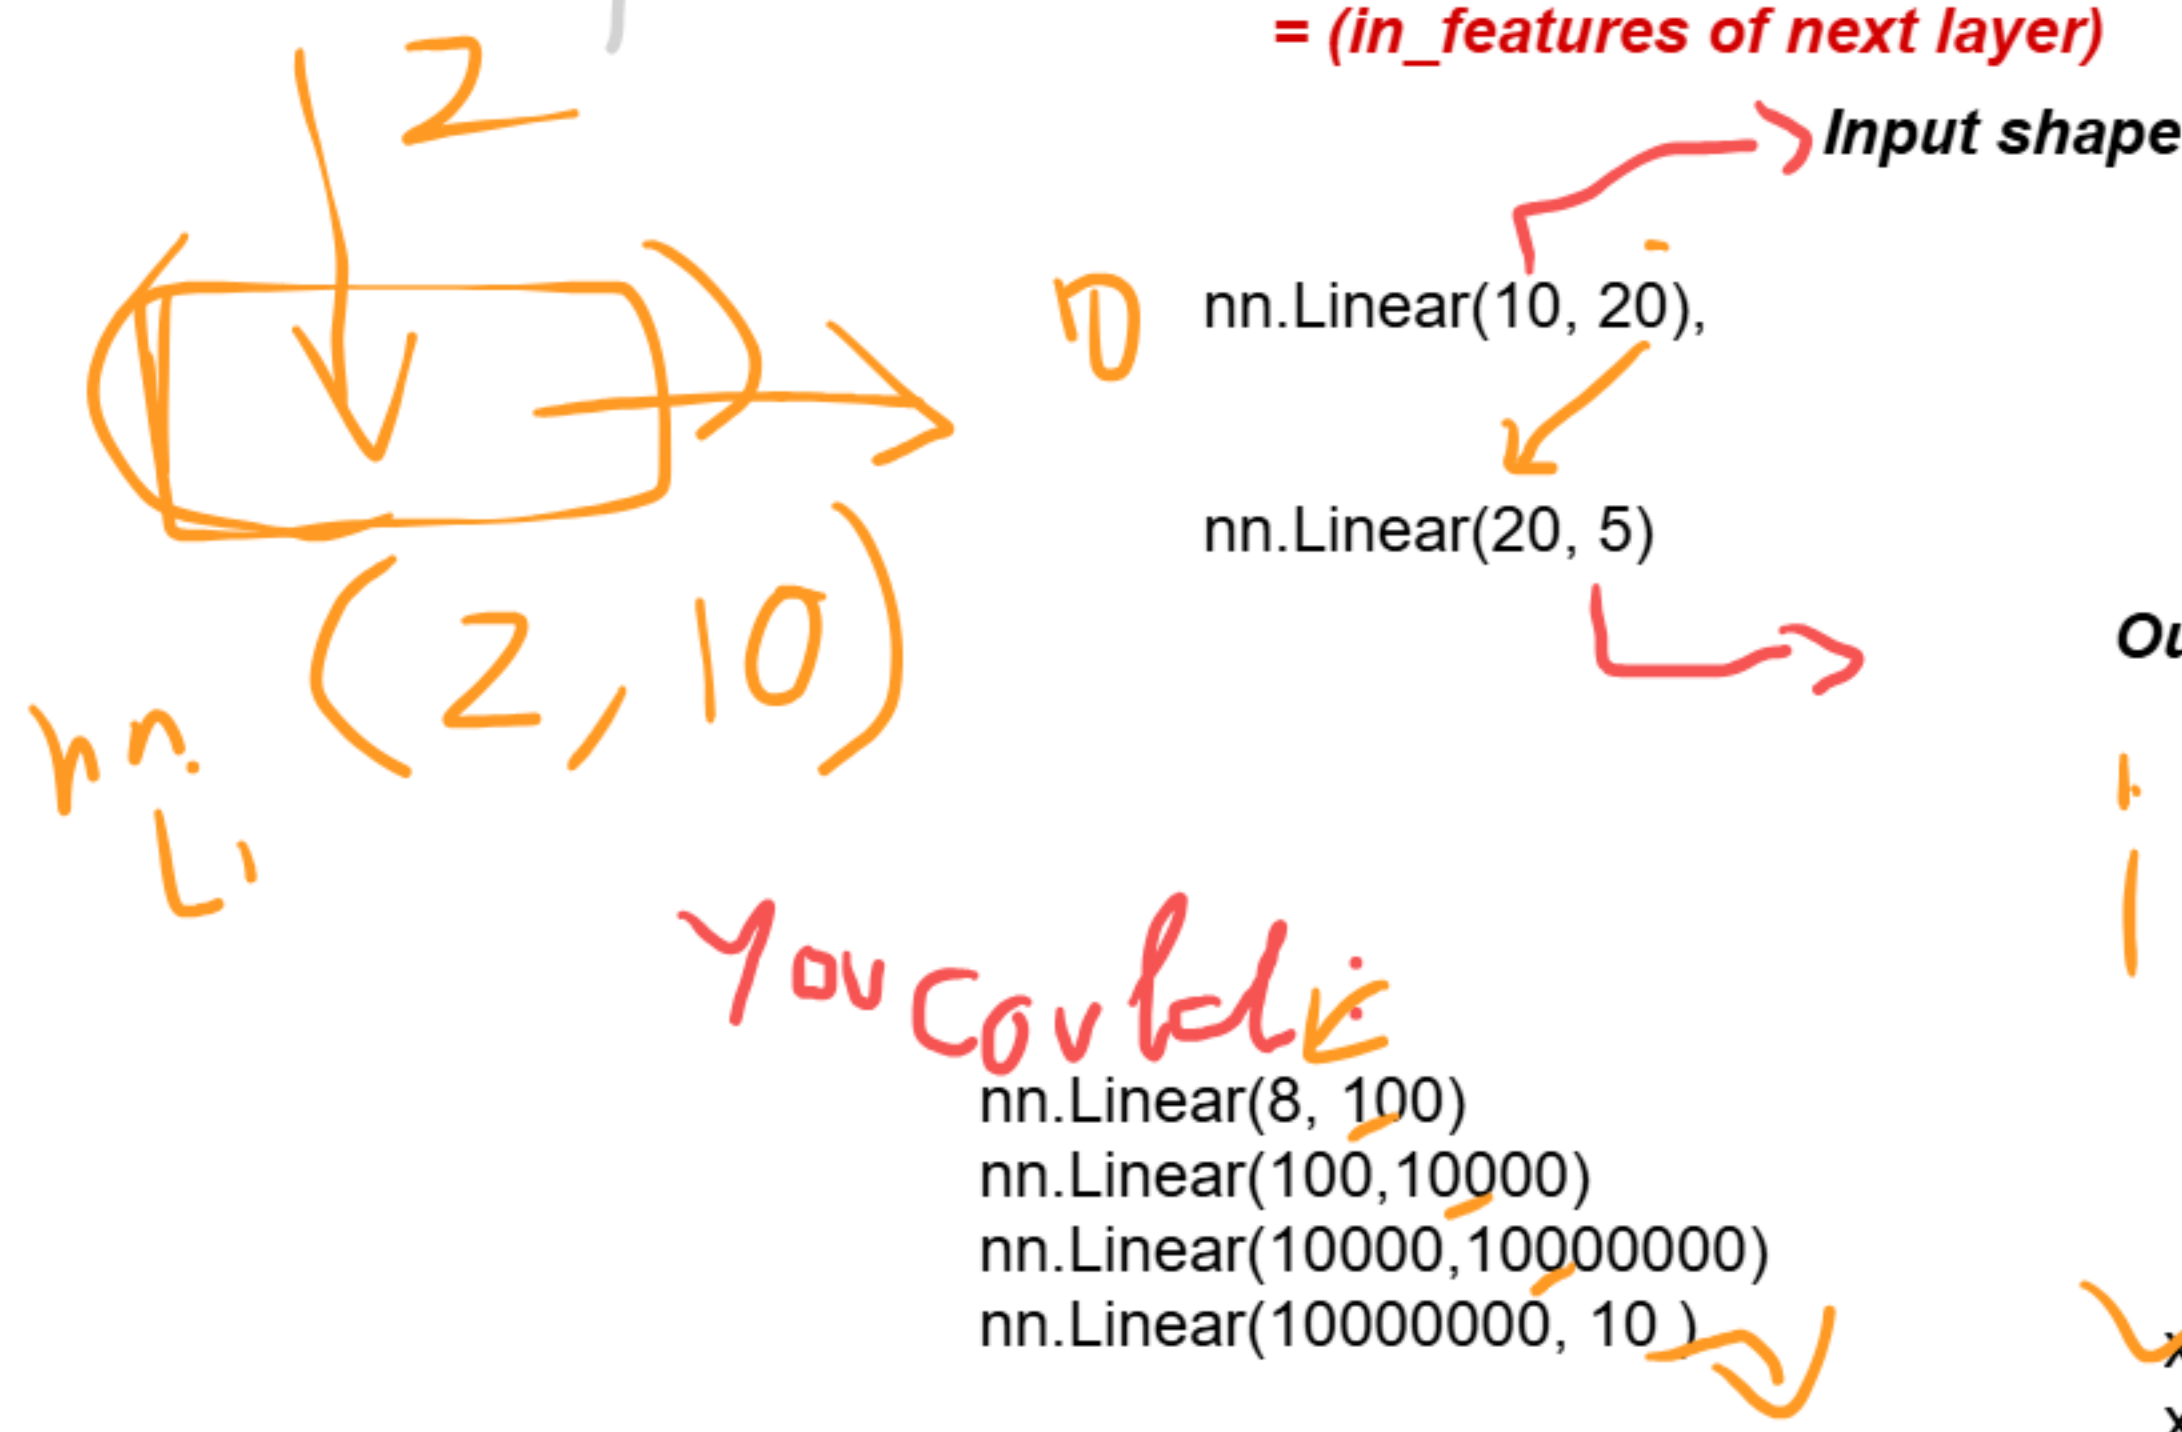 = (in_features of next layer)
2
Input shape
10
nn.Linear(10, 20),
nn.Linear(20, 5)
(2, 10)
nn.
Li
You could:
nn.Linear(8, 100)
nn.Linear(100,10000)
nn.Linear(10000,10000000)
nn.Linear(10000000, 10 )